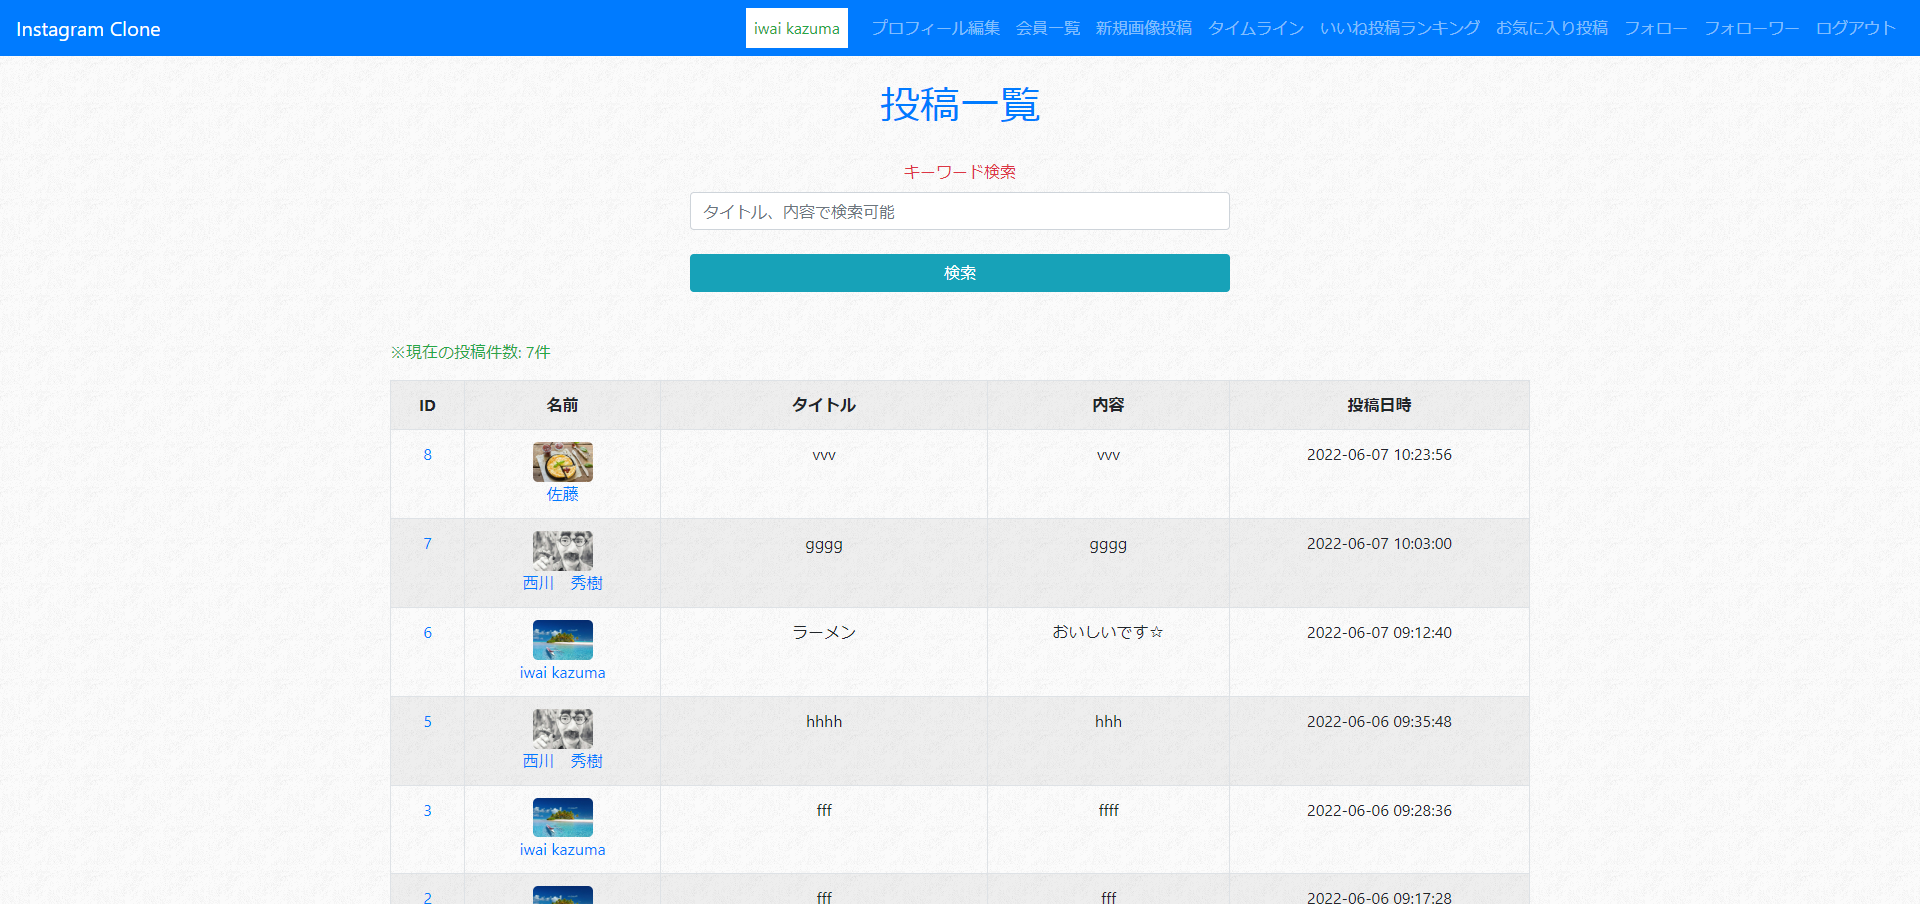 Instagram Clone
iwai kazuma プロフィール編集 会員一覧 新規画像投稿 タイムライン いいね投稿ランキング お気に入り投稿 フォロー フォローワー ログアウト
投稿一覧
キーワード検索
タイトル、内容で検索可能
検索
※現在の投稿件数: 7件
ID 名前 タイトル 内容 投稿日時
8 佐藤 vvv vvv 2022-06-07 10:23:56
7 西川　秀樹 gggg gggg 2022-06-07 10:03:00
6 iwai kazuma ラーメン おいしいです☆ 2022-06-07 09:12:40
5 西川　秀樹 hhhh hhh 2022-06-06 09:35:48
3 iwai kazuma fff ffff 2022-06-06 09:28:36
2 fff fff 2022-06-06 09:17:28